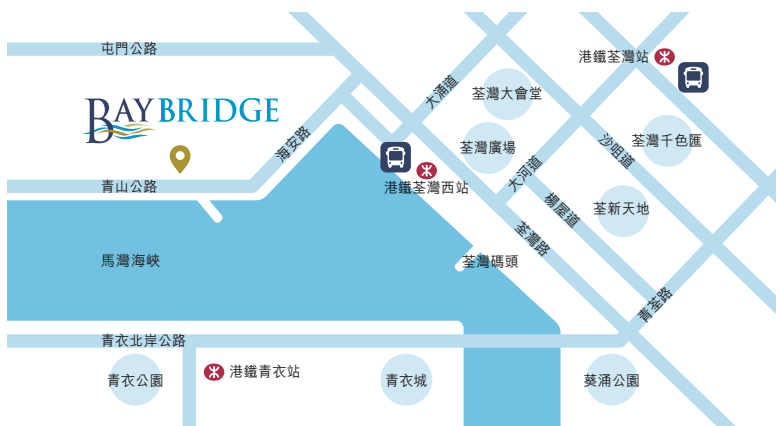 屯門公路
港鐵荃灣站
大涌道
荃灣大會堂
BAYBRIDGE
海安路
荃灣廣場
沙咀道
荃灣千色匯
青山公路
港鐵荃灣西站
大河道
楊屋道
荃新天地
荃灣路
馬灣海峽
荃灣碼頭
青荃路
青衣北岸公路
青衣公園
港鐵青衣站
青衣城
葵涌公園